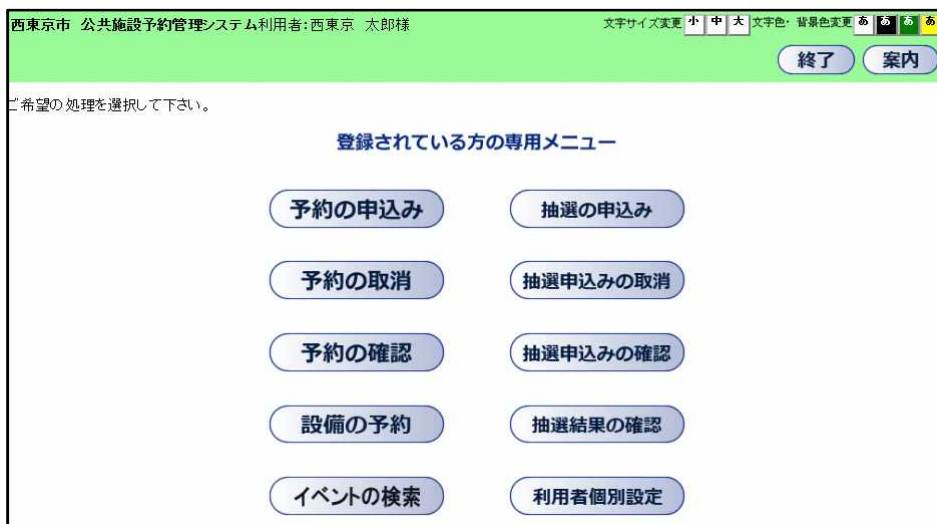 西東京市 公共施設予約管理システム利用者:西東京 太郎様 文字サイズ変更 小 中 大 文字色・背景色変更 あ あ あ あ
終了 案内
ご希望の処理を選択して下さい。
登録されている方の専用メニュー
予約の申込み 抽選の申込み
予約の取消 抽選申込みの取消
予約の確認 抽選申込みの確認
設備の予約 抽選結果の確認
イベントの検索 利用者個別設定